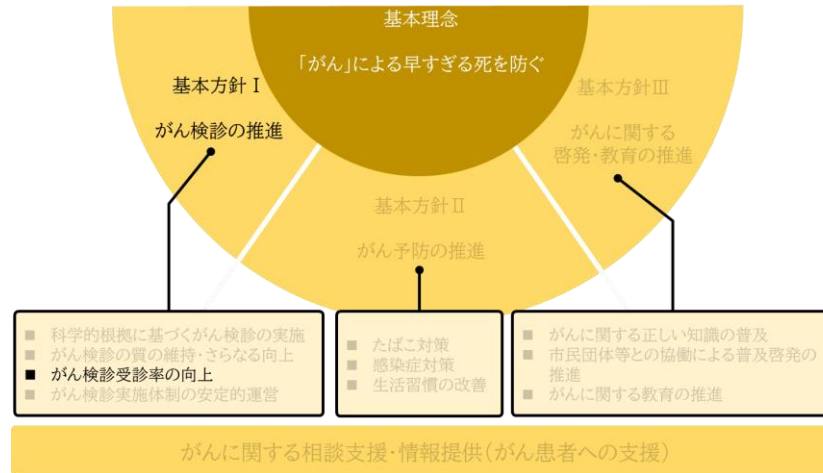 基本理念
「がん」による早すぎる死を防ぐ
基本方針Ⅰ
がん検診の推進
基本方針Ⅱ
がん予防の推進
基本方針Ⅲ
がんに関する
啓発・教育の推進
■ 科学的根拠に基づくがん検診の実施
■ がん検診の質の維持・さらなる向上
■ がん検診受診率の向上
■ がん検診実施体制の安定的運営
■ たばこ対策
■ 感染症対策
■ 生活習慣の改善
■ がんに関する正しい知識の普及
■ 市民団体等との協働による普及啓発の
推進
■ がんに関する教育の推進
がんに関する相談支援・情報提供(がん患者への支援)